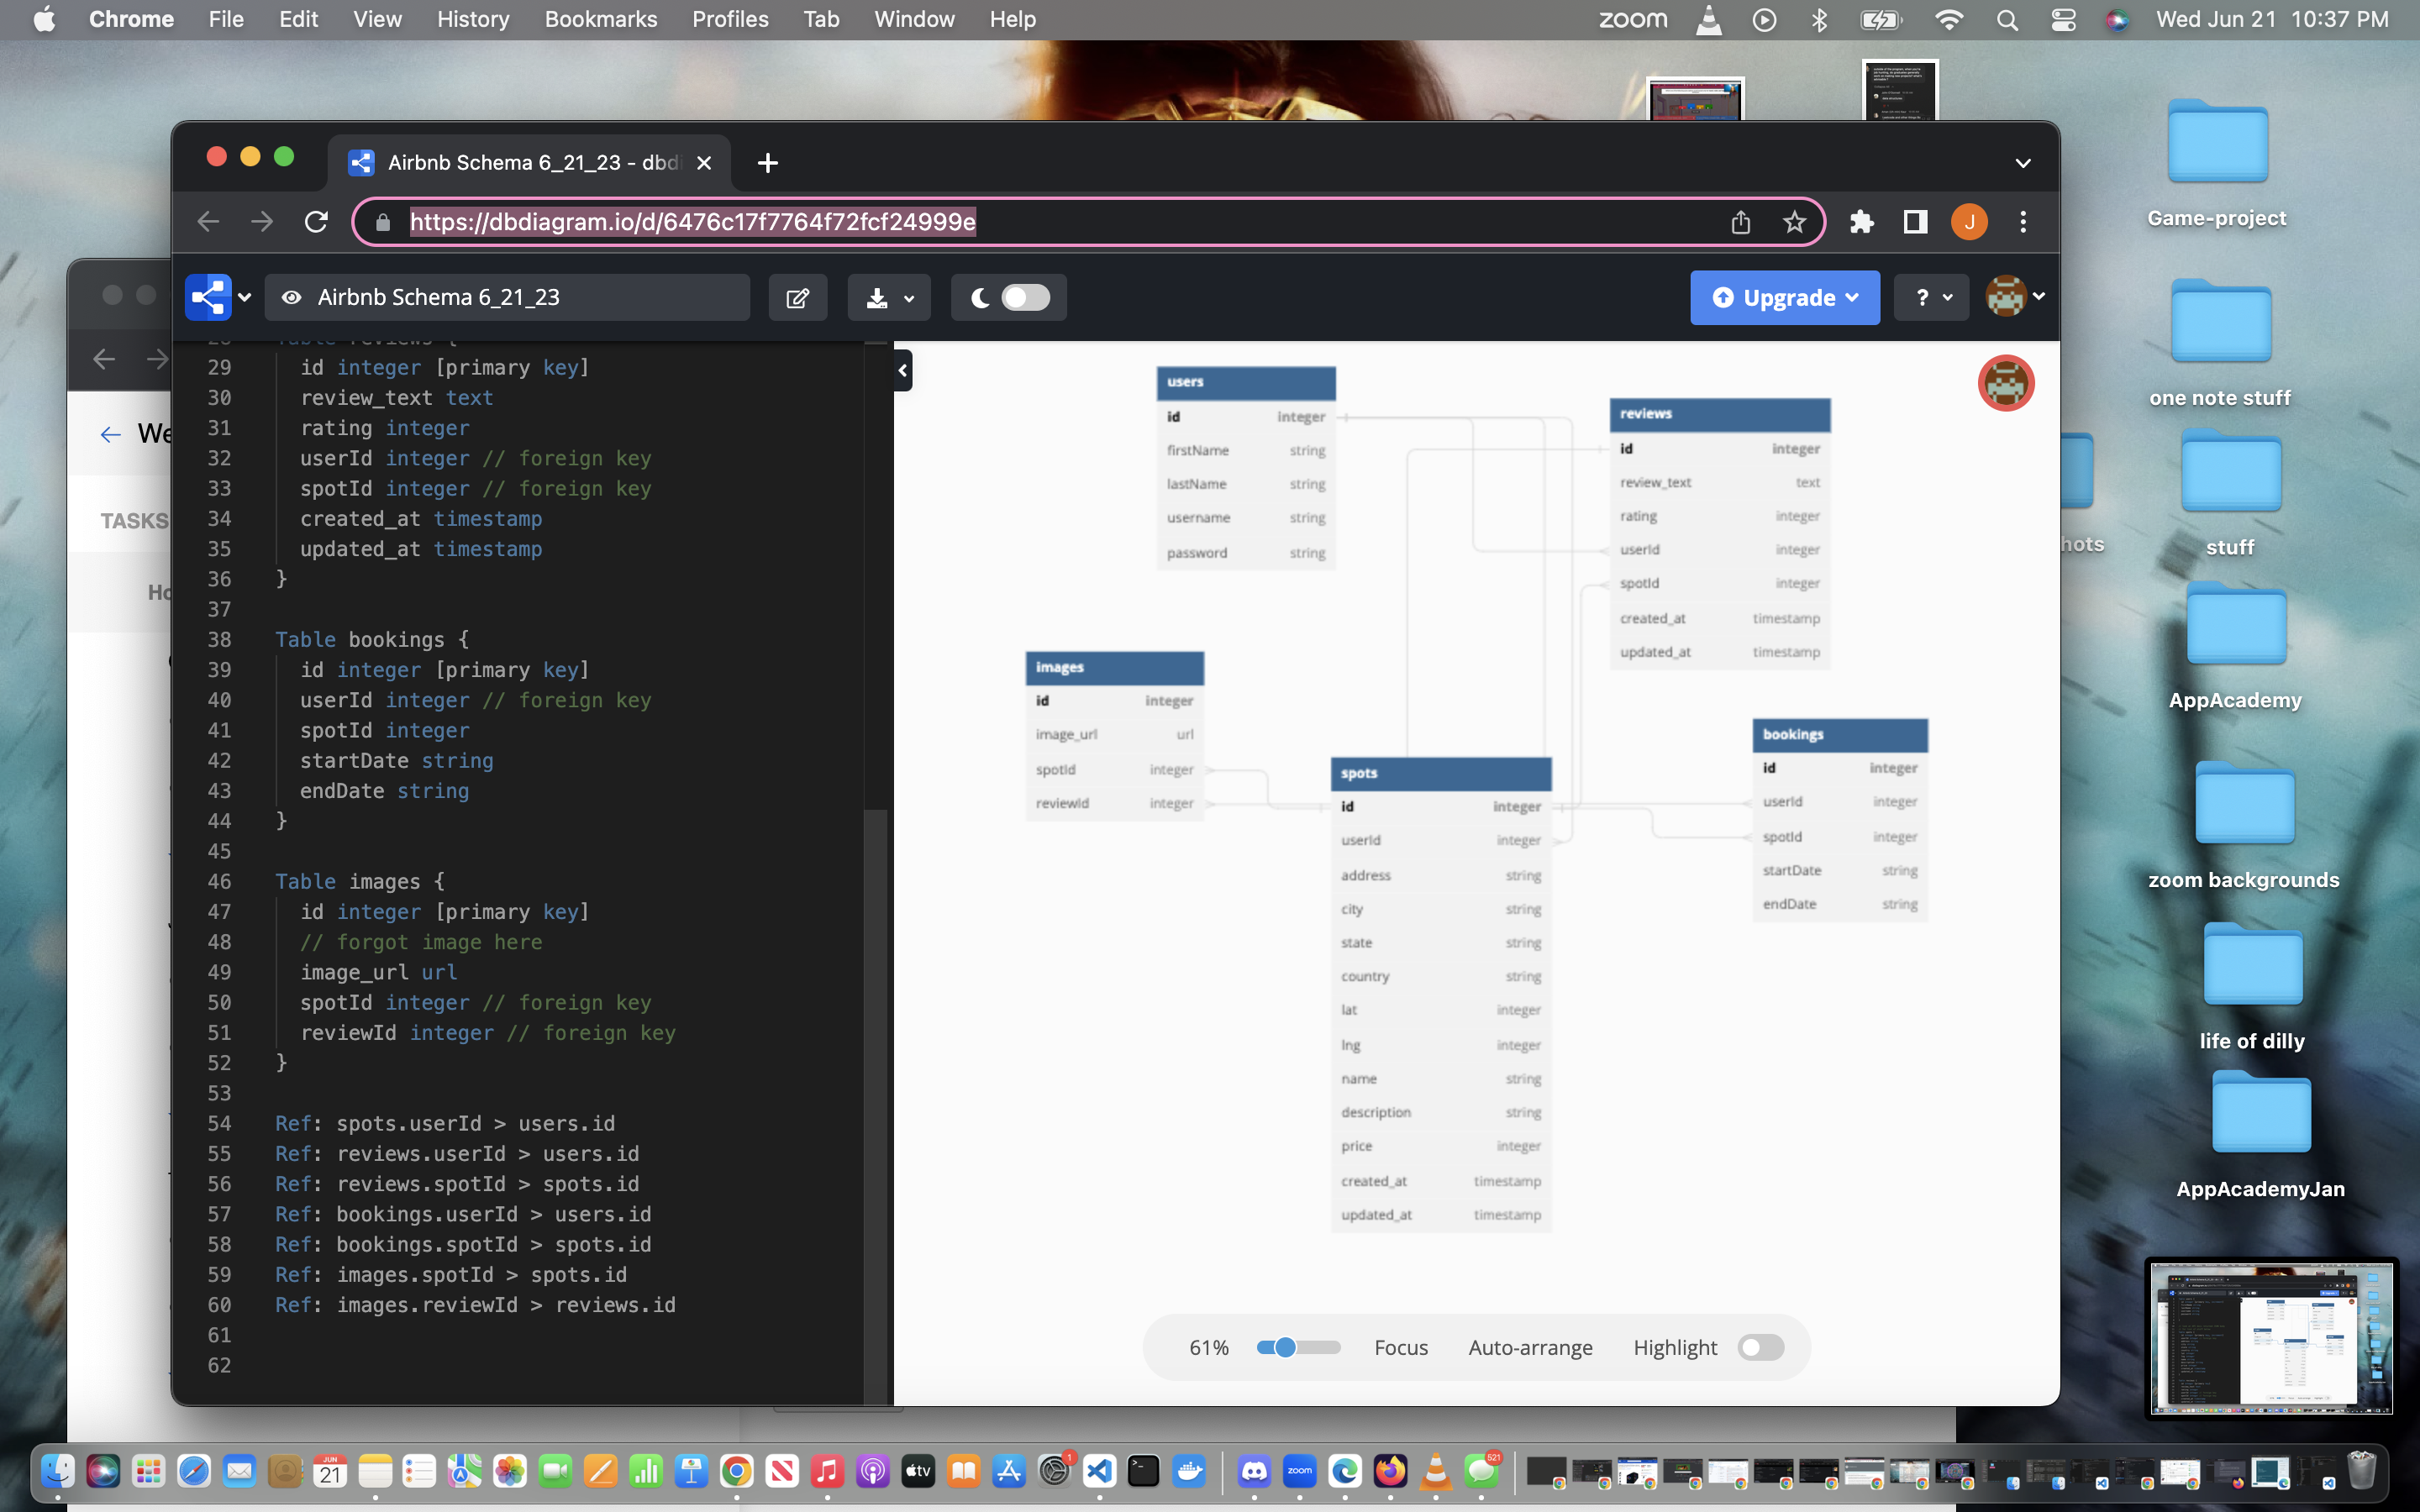 Chrome File Edit View History Bookmarks Profiles Tab Window Help
zoom Wed Jun 21 10:37 PM
Airbnb Schema 6_21_23 - dbdi
https://dbdiagram.io/d/6476c17f7764f72fcf24999e
J
Airbnb Schema 6_21_23
Upgrade
?
We
TASKS
Ho
28 Table reviews {
29 id integer [primary key]
30 review_text text
31 rating integer
32 userId integer // foreign key
33 spotId integer // foreign key
34 created_at timestamp
35 updated_at timestamp
36 }
37
38 Table bookings {
39 id integer [primary key]
40 userId integer // foreign key
41 spotId integer
42 startDate string
43 endDate string
44 }
45
46 Table images {
47 id integer [primary key]
48 // forgot image here
49 image_url url
50 spotId integer // foreign key
51 reviewId integer // foreign key
52 }
53
54 Ref: spots.userId > users.id
55 Ref: reviews.userId > users.id
56 Ref: reviews.spotId > spots.id
57 Ref: bookings.userId > users.id
58 Ref: bookings.spotId > spots.id
59 Ref: images.spotId > spots.id
60 Ref: images.reviewId > reviews.id
61
62
users
id integer
firstName string
lastName string
username string
password string
reviews
id integer
review_text text
rating integer
userId integer
spotId integer
created_at timestamp
updated_at timestamp
images
id integer
image_url url
spotId integer
reviewId integer
spots
id integer
userId integer
address string
city string
state string
country string
lat integer
lng integer
name string
description string
price integer
created_at timestamp
updated_at timestamp
bookings
id integer
userId integer
spotId integer
startDate string
endDate string
61% Focus Auto-arrange Highlight
Game-project
one note stuff
hots
stuff
AppAcademy
zoom backgrounds
life of dilly
AppAcademyJan
JUN
21
tv
1
zoom
521